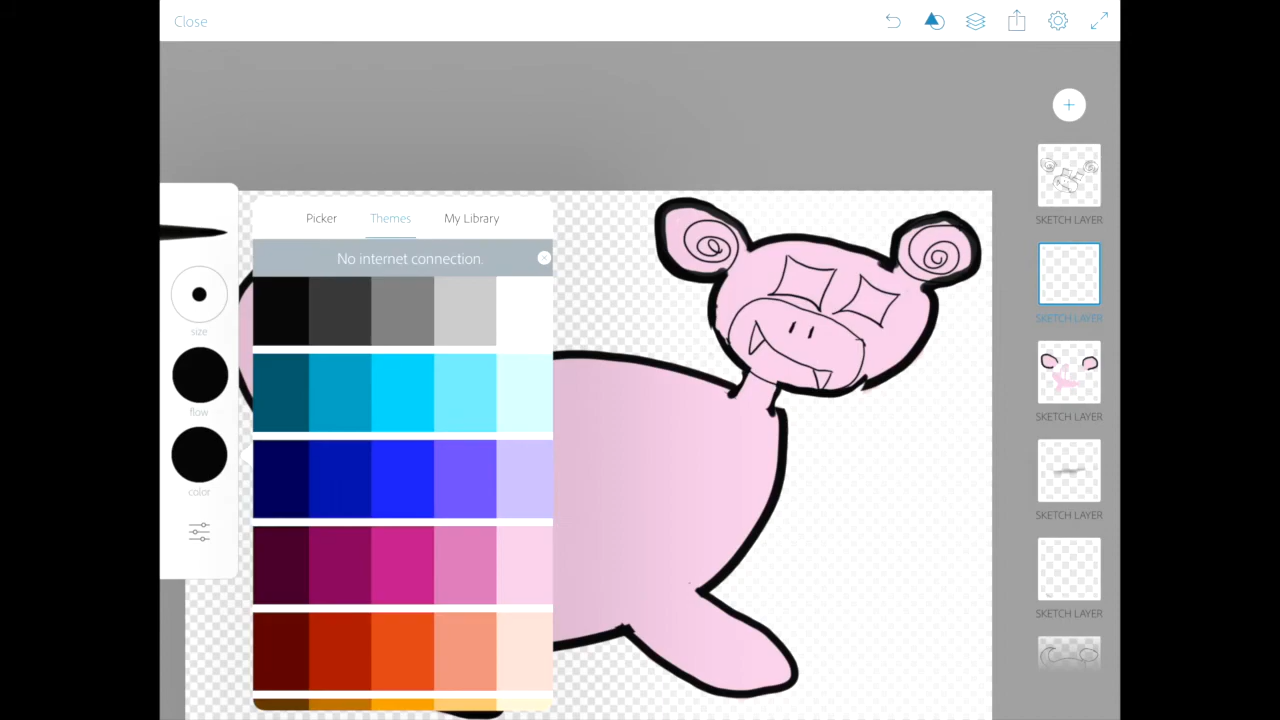 Close
Picker Themes My Library
No internet connection.
size
flow
color
SKETCH LAYER
SKETCH LAYER
SKETCH LAYER
SKETCH LAYER
SKETCH LAYER